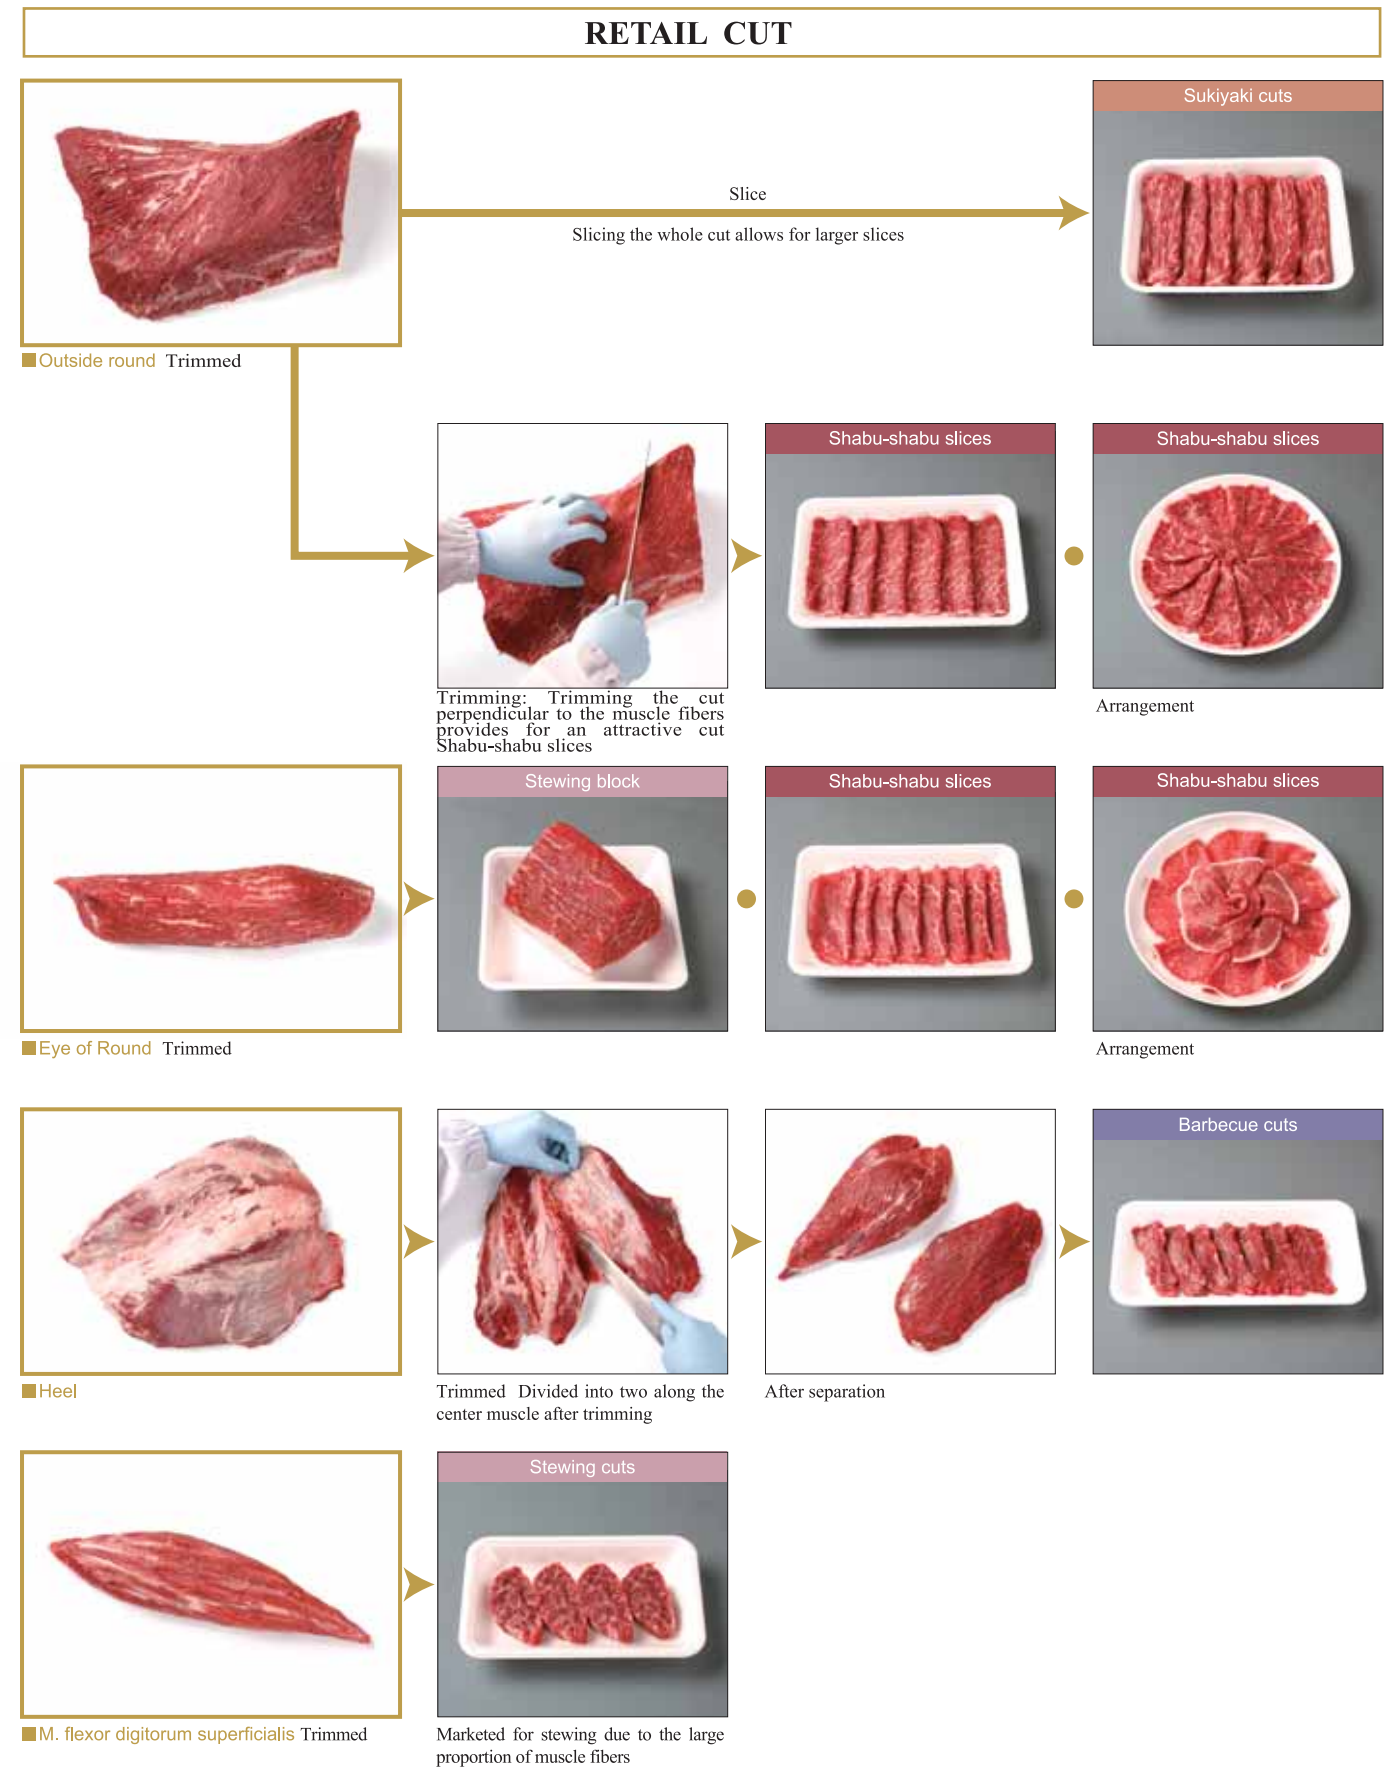 RETAIL CUT
Sukiyaki cuts
Slice
Slicing the whole cut allows for larger slices
■Outside round Trimmed
Shabu-shabu slices
Shabu-shabu slices
Trimming: Trimming the cut
perpendicular to the muscle fibers
provides for an attractive cut
Shabu-shabu slices
Arrangement
Stewing block
Shabu-shabu slices
Shabu-shabu slices
■Eye of Round Trimmed
Arrangement
Barbecue cuts
■Heel
Trimmed Divided into two along the
center muscle after trimming
After separation
Stewing cuts
■M. flexor digitorum superficialis Trimmed
Marketed for stewing due to the large
proportion of muscle fibers